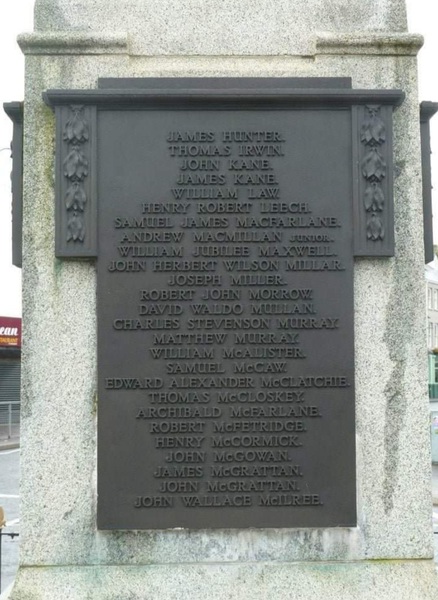 JAMES HUNTER.
THOMAS IRWIN.
JOHN KANE.
JAMES KANE.
WILLIAM LAW.
HENRY ROBERT LEECH.
SAMUEL JAMES MACFARLANE.
ANDREW MACMILLAN JUNIOR.
WILLIAM JUBILEE MAXWELL.
JOHN HERBERT WILSON MILLAR.
JOSEPH MILLER.
ROBERT JOHN MORROW.
DAVID WALDO MULLAN.
CHARLES STEVENSON MURRAY.
MATTHEW MURRAY.
WILLIAM McALISTER.
SAMUEL McCAW.
EDWARD ALEXANDER McCLATCHIE.
THOMAS McCLOSKEY.
ARCHIBALD McFARLANE.
ROBERT McFETRIDGE.
HENRY McCORMICK.
JOHN McGOWAN.
JAMES McGRATTAN.
JOHN McGRATTAN.
JOHN WALLACE McILREE.
ean